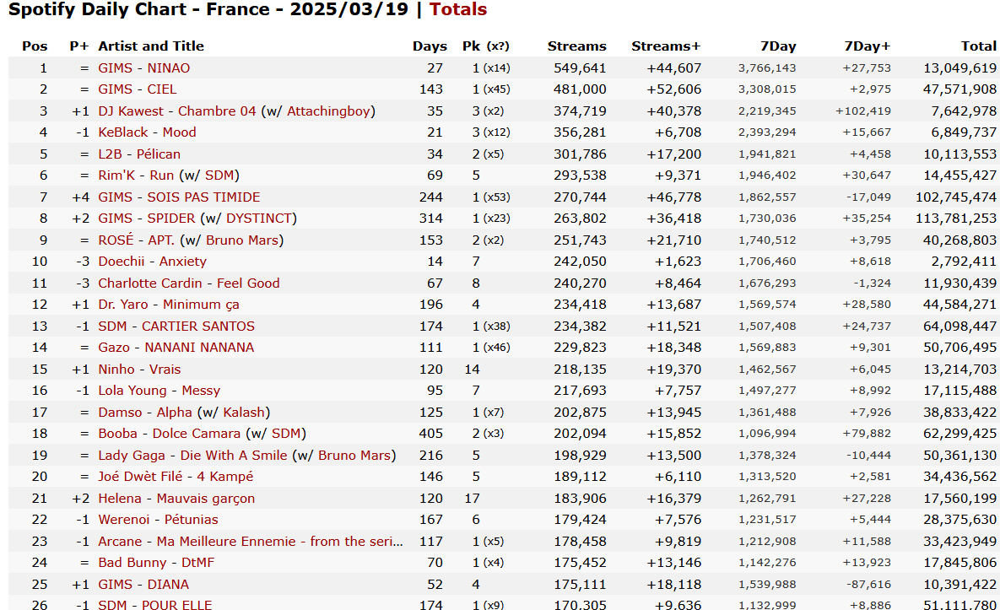 Spotify Daily Chart - France - 2025/03/19 | Totals
Pos P+ Artist and Title Days Pk (x?) Streams Streams+ 7Day 7Day+ Total
1 = GIMS - NINAO 27 1 (x14) 549,641 +44,607 3,766,143 +27,753 13,049,619
2 = GIMS - CIEL 143 1 (x45) 481,000 +52,606 3,308,015 +2,975 47,571,908
3 +1 DJ Kawest - Chambre 04 (w/ Attachingboy) 35 3 (x2) 374,719 +40,378 2,219,345 +102,419 7,642,978
4 -1 KeBlack - Mood 21 3 (x12) 356,281 +6,708 2,393,294 +15,667 6,849,737
5 = L2B - Pélican 34 2 (x5) 301,786 +17,200 1,941,821 +4,458 10,113,553
6 = Rim'K - Run (w/ SDM) 69 5 293,538 +9,371 1,946,402 +30,647 14,455,427
7 +4 GIMS - SOIS PAS TIMIDE 244 1 (x53) 270,744 +46,778 1,862,557 -17,049 102,745,474
8 +2 GIMS - SPIDER (w/ DYSTINCT) 314 1 (x23) 263,802 +36,418 1,730,036 +35,254 113,781,253
9 = ROSÉ - APT. (w/ Bruno Mars) 153 2 (x2) 251,743 +21,710 1,740,512 +3,795 40,268,803
10 -3 Doechii - Anxiety 14 7 242,050 +1,623 1,706,460 +8,618 2,792,411
11 -3 Charlotte Cardin - Feel Good 67 8 240,270 +8,464 1,676,293 -1,324 11,930,439
12 +1 Dr. Yaro - Minimum ça 196 4 234,418 +13,687 1,569,574 +28,580 44,584,271
13 -1 SDM - CARTIER SANTOS 174 1 (x38) 234,382 +11,521 1,507,408 +24,737 64,098,447
14 = Gazo - NANANI NANANA 111 1 (x46) 229,823 +18,348 1,569,883 +9,301 50,706,495
15 +1 Ninho - Vrais 120 14 218,135 +19,370 1,462,567 +6,045 13,214,703
16 -1 Lola Young - Messy 95 7 217,693 +7,757 1,497,277 +8,992 17,115,488
17 = Damso - Alpha (w/ Kalash) 125 1 (x7) 202,875 +13,945 1,361,488 +7,926 38,833,422
18 = Booba - Dolce Camara (w/ SDM) 405 2 (x3) 202,094 +15,852 1,096,994 +79,882 62,299,425
19 = Lady Gaga - Die With A Smile (w/ Bruno Mars) 216 5 198,929 +13,500 1,378,324 -10,444 50,361,130
20 = Joé Dwèt Filé - 4 Kampé 146 5 189,112 +6,110 1,313,520 +2,581 34,436,562
21 +2 Helena - Mauvais garçon 120 17 183,906 +16,379 1,262,791 +27,228 17,560,199
22 -1 Werenoi - Pétunias 167 6 179,424 +7,576 1,231,517 +5,444 28,375,630
23 -1 Arcane - Ma Meilleure Ennemie - from the seri... 117 1 (x5) 178,458 +9,819 1,212,908 +11,588 33,423,949
24 = Bad Bunny - DtMF 70 1 (x4) 175,452 +13,146 1,142,276 +13,923 17,845,806
25 +1 GIMS - DIANA 52 4 175,111 +18,118 1,539,988 -87,616 10,391,422
26 -1 SDM - POUR ELLE 174 1 (x9) 170,305 +9,636 1,132,999 +8,886 51,111,780